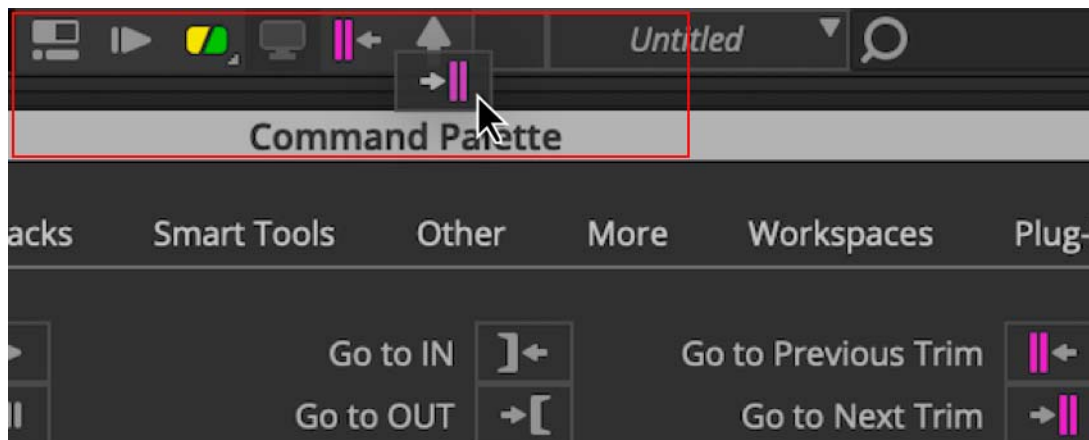 Untitled
Command Palette
acks Smart Tools Other More Workspaces Plug-
Go to IN Go to Previous Trim
Go to OUT Go to Next Trim